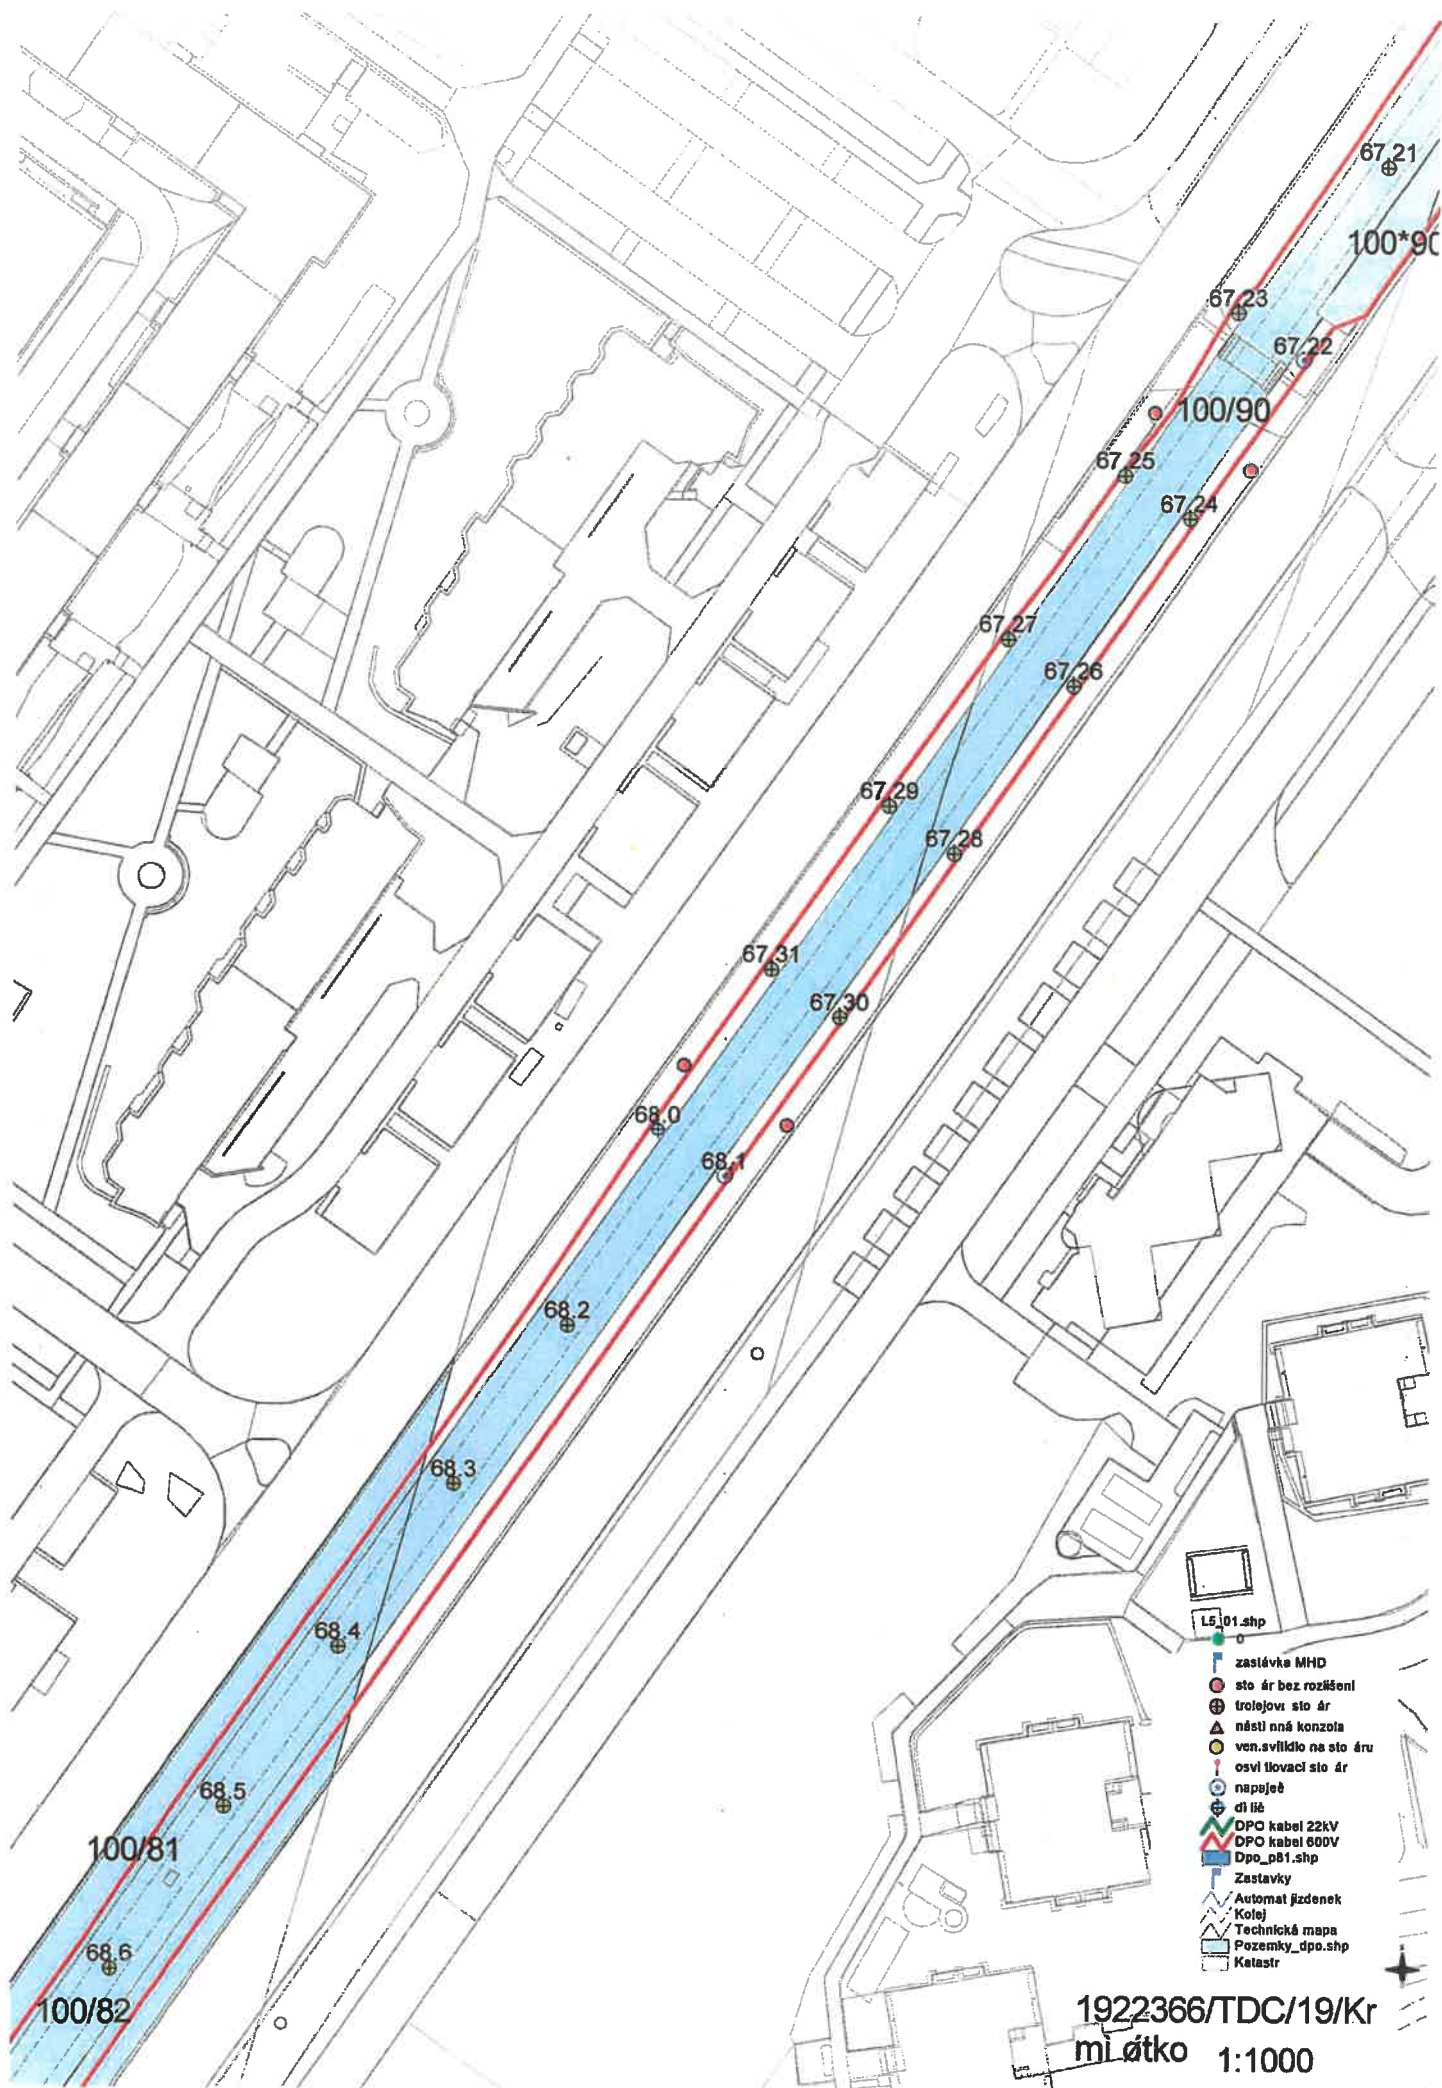 67.21
100*90
67.23
67.22
100/90
67.25
67.24
67.27
67.26
67.29
67.28
67.31
67.30
68.0
68.1
68.2
68.3
68.4
L5_01.shp
0
zastávka MHD
sto ár bez rozlišení
trolejový sto ár
násti nná konzola
ven.svítidlo na sto áru
osvi tlovací sto ár
napaječ
di lič
DPO kabel 22kV
DPO kabel 600V
Dpo_p81.shp
Zastavky
Automat jízdenek
Kolej
Technická mapa
Pozemky_dpo.shp
Katastr
68.5
100/81
68.6
100/82
1922366/TDC/19/Kr
mì øtko 1:1000